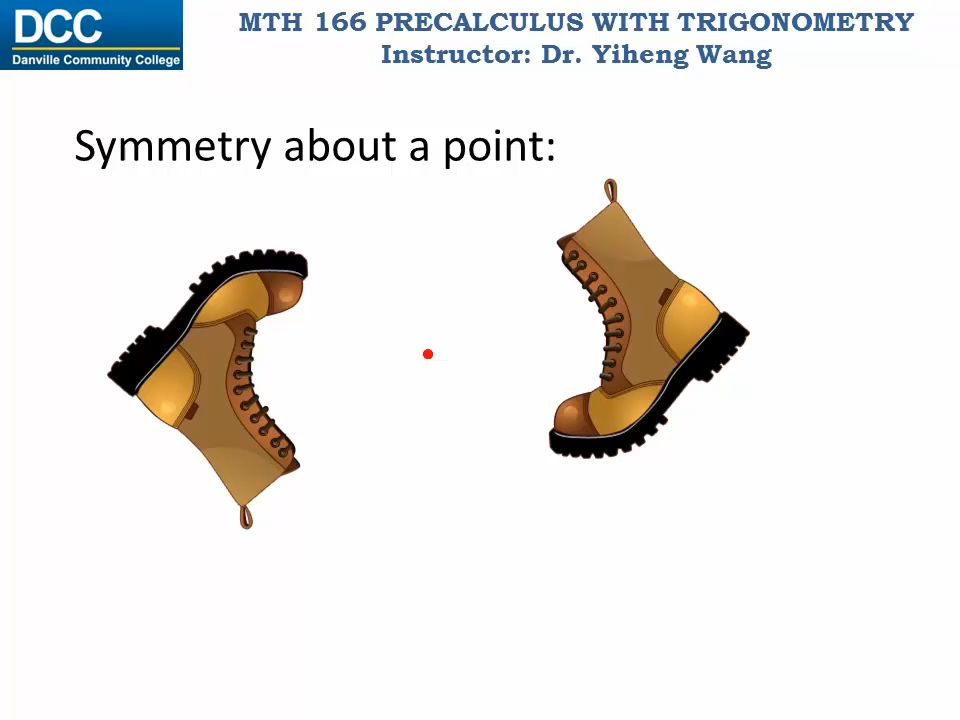 DCC
Danville Community College
MTH 166 PRECALCULUS WITH TRIGONOMETRY
Instructor: Dr. Yiheng Wang
Symmetry about a point: